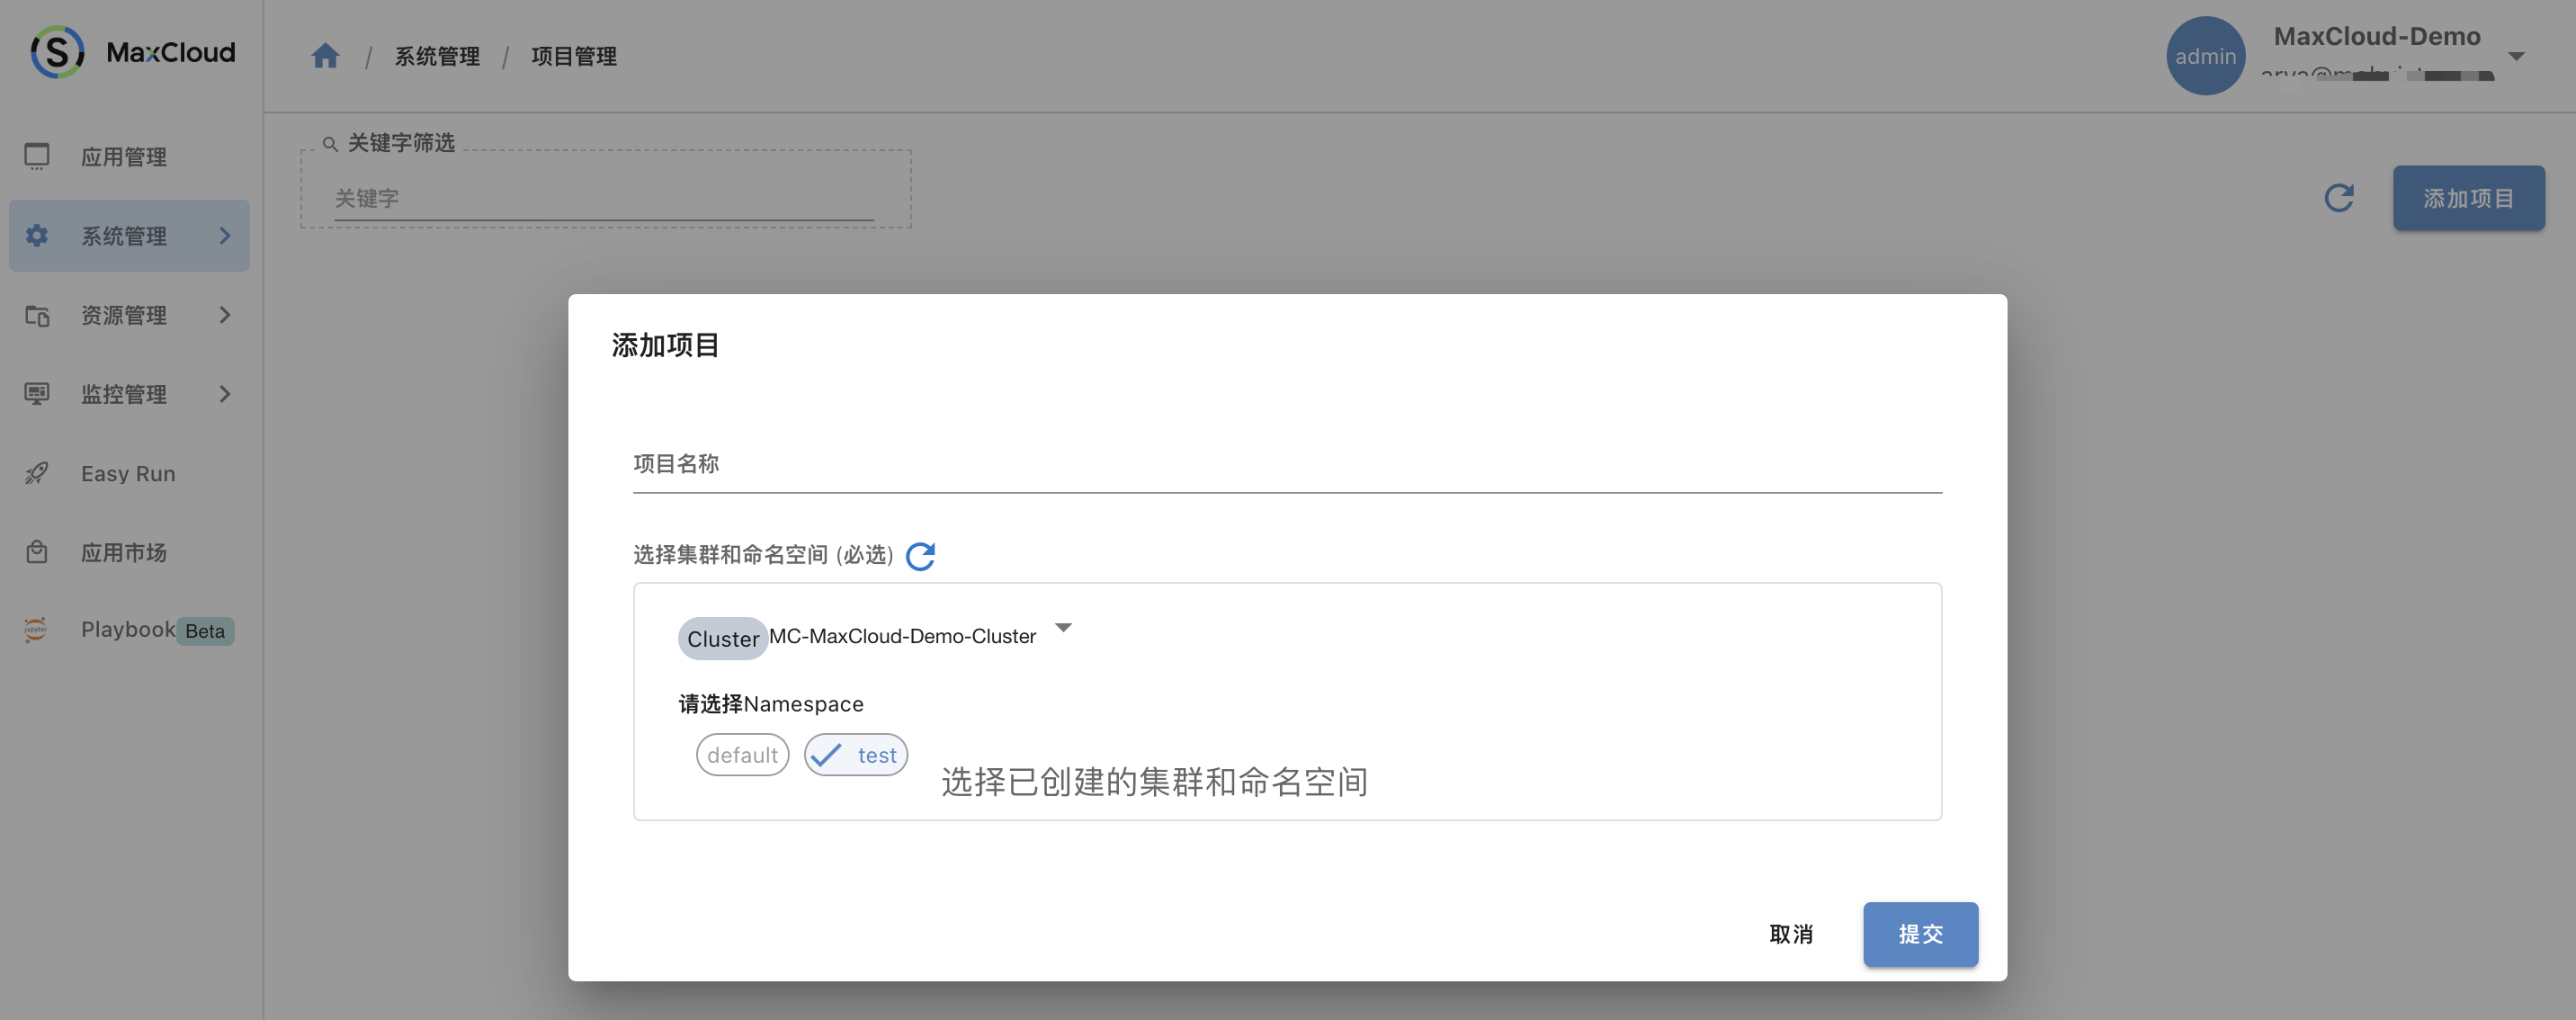 MaxCloud
系统管理 / 项目管理
admin
MaxCloud-Demo
应用管理
系统管理
资源管理
监控管理
Easy Run
应用市场
Playbook Beta
关键字筛选
关键字
添加项目
添加项目
项目名称
选择集群和命名空间 (必选)
Cluster MC-MaxCloud-Demo-Cluster
请选择Namespace
default test
选择已创建的集群和命名空间
取消 提交